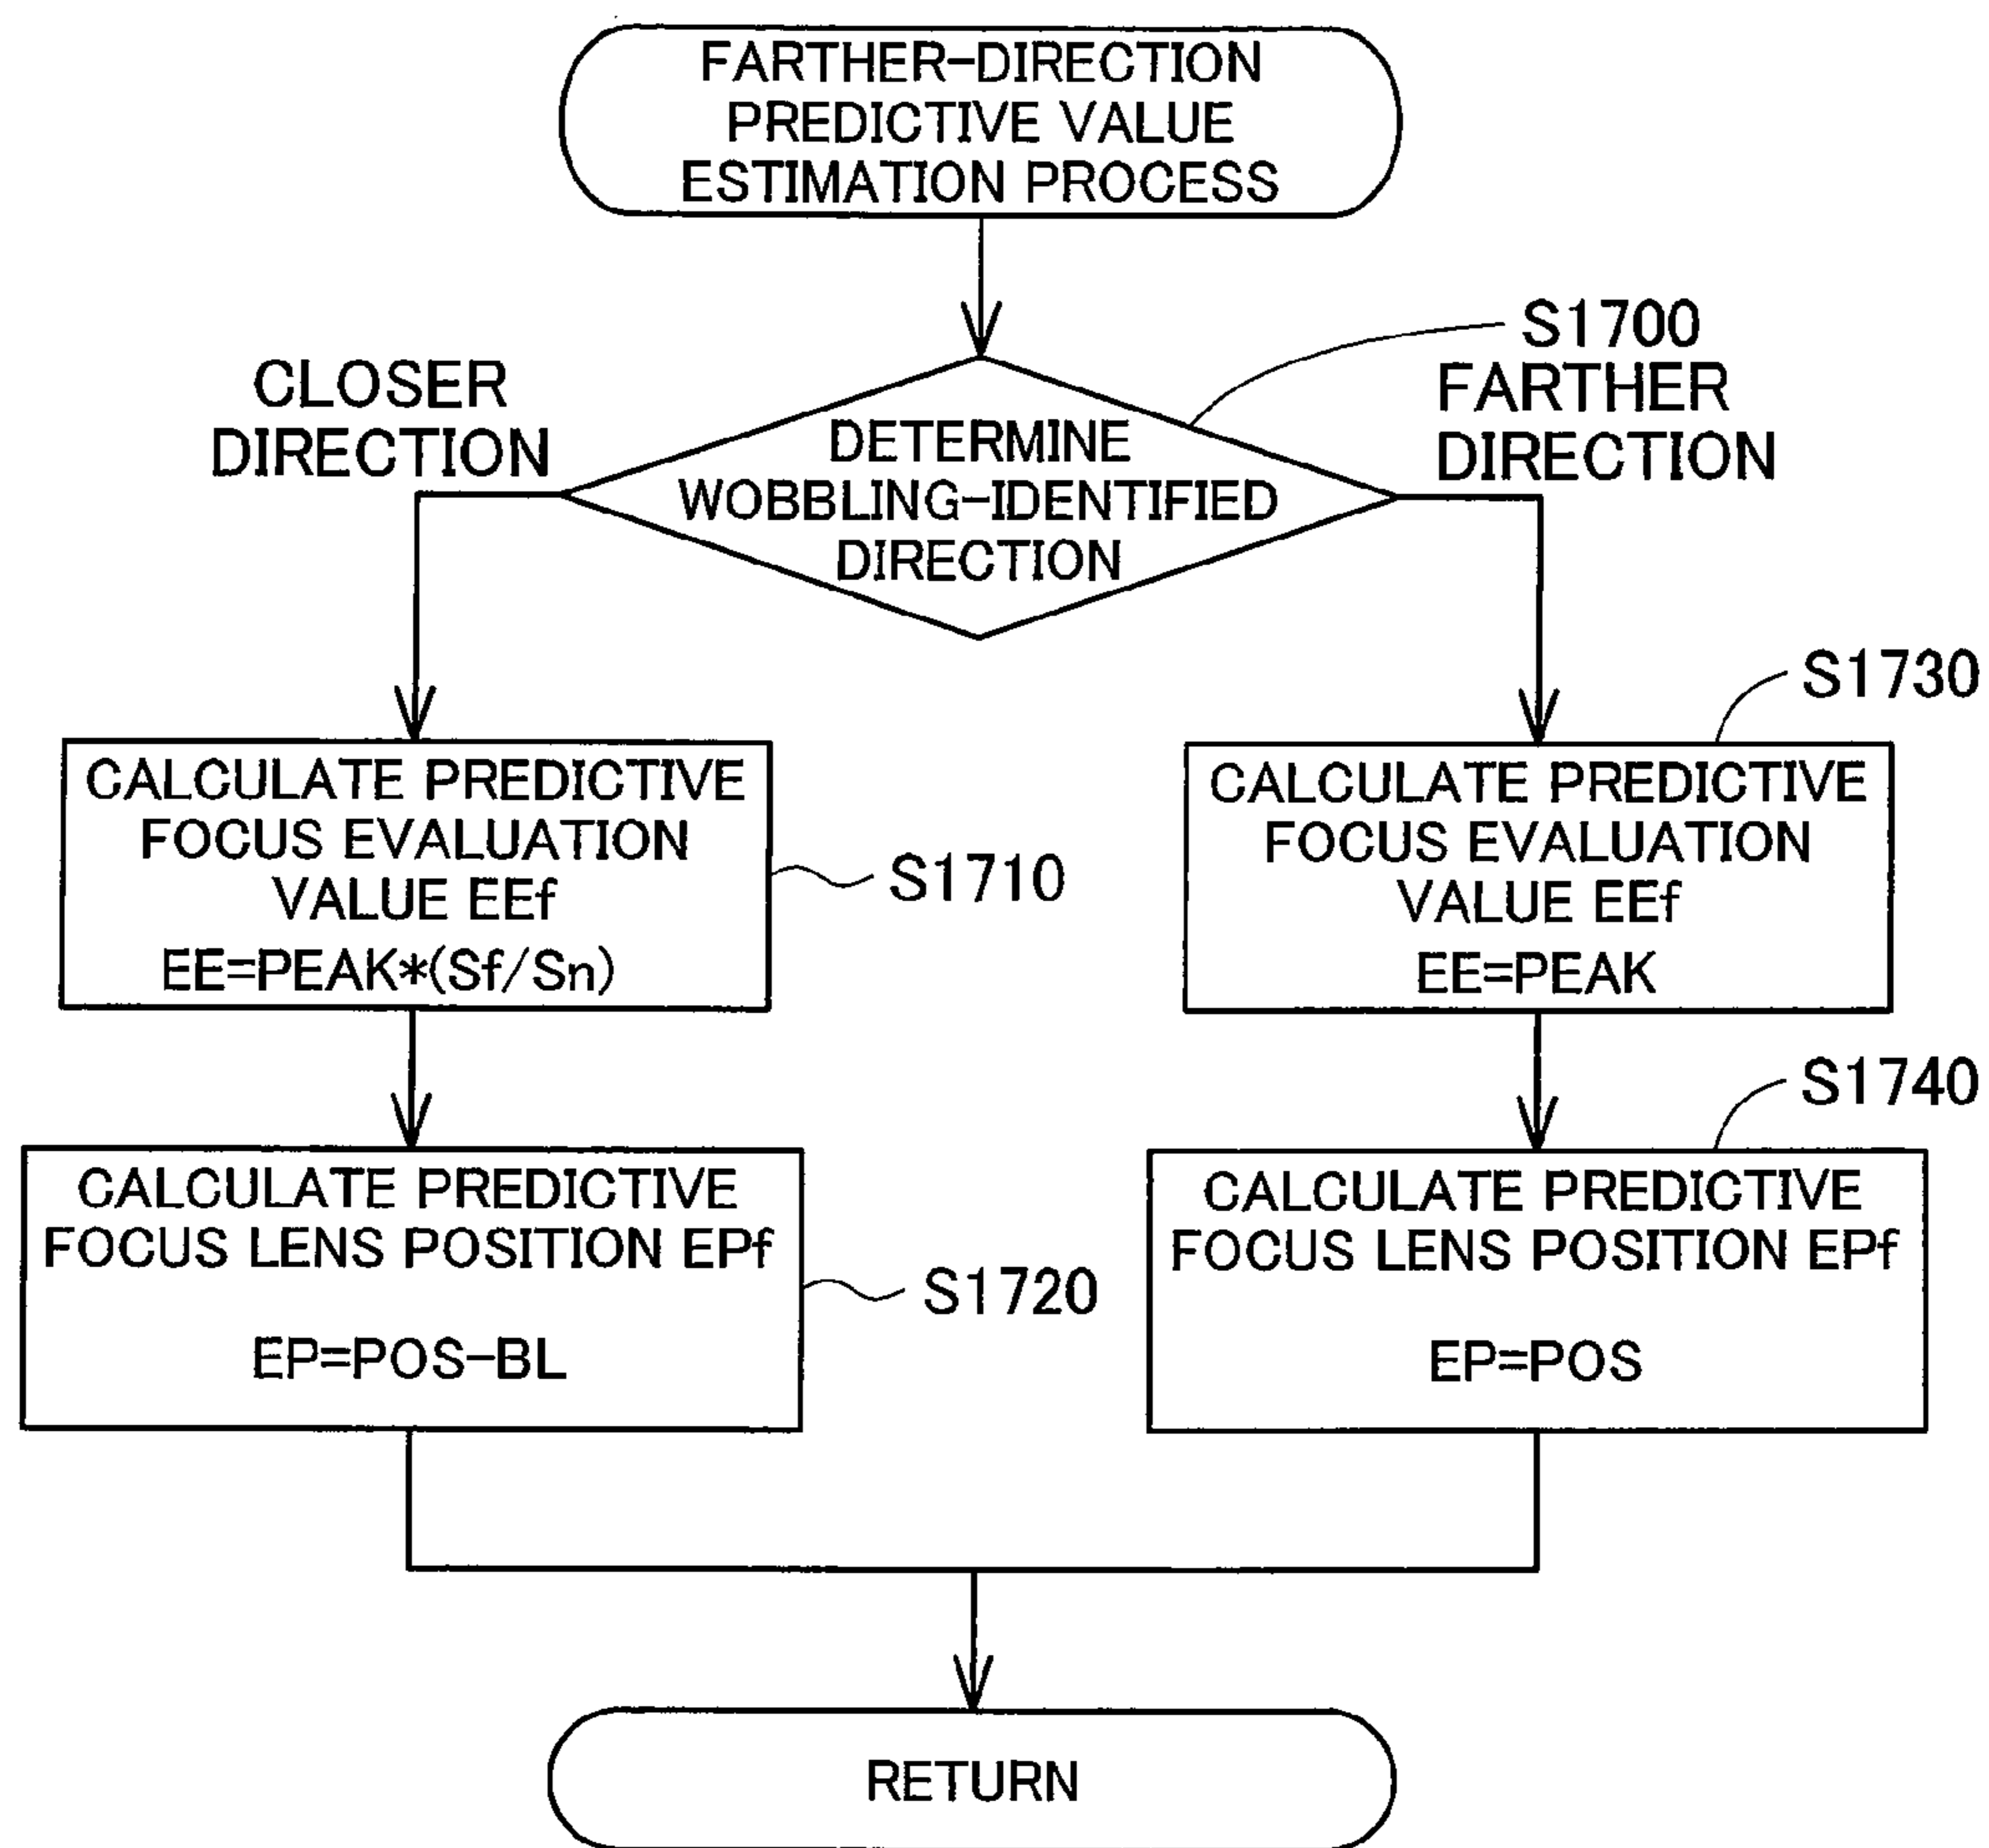 FARTHER-DIRECTION
PREDICTIVE VALUE
ESTIMATION PROCESS
S1700
CLOSER
DIRECTION
FARTHER
DIRECTION
DETERMINE
WOBBLING-IDENTIFIED
DIRECTION
CALCULATE PREDICTIVE
FOCUS EVALUATION
VALUE EEf
EE=PEAK*(Sf/Sn)
S1710
S1730
CALCULATE PREDICTIVE
FOCUS EVALUATION
VALUE EEf
EE=PEAK
CALCULATE PREDICTIVE
FOCUS LENS POSITION EPf
EP=POS-BL
S1720
S1740
CALCULATE PREDICTIVE
FOCUS LENS POSITION EPf
EP=POS
RETURN